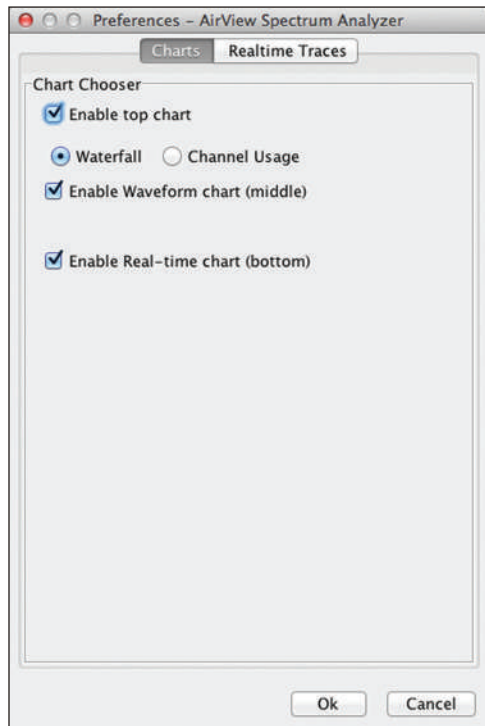 Preferences – AirView Spectrum Analyzer
Charts Realtime Traces
Chart Chooser
Enable top chart
Waterfall Channel Usage
Enable Waveform chart (middle)
Enable Real-time chart (bottom)
Ok Cancel